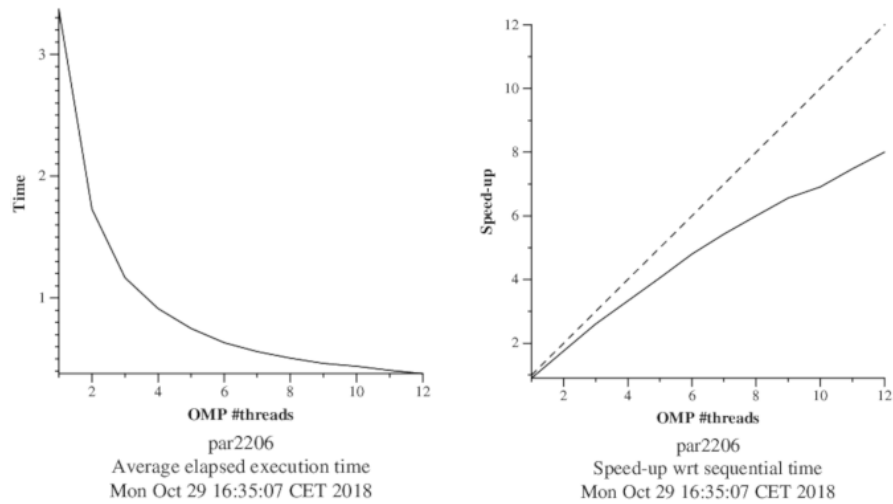 3
2
1
Time
2
4
6
8
10
12
OMP #threads
par2206
Average elapsed execution time
Mon Oct 29 16:35:07 CET 2018
12
10
8
6
4
2
Speed-up
2
4
6
8
10
12
OMP #threads
par2206
Speed-up wrt sequential time
Mon Oct 29 16:35:07 CET 2018